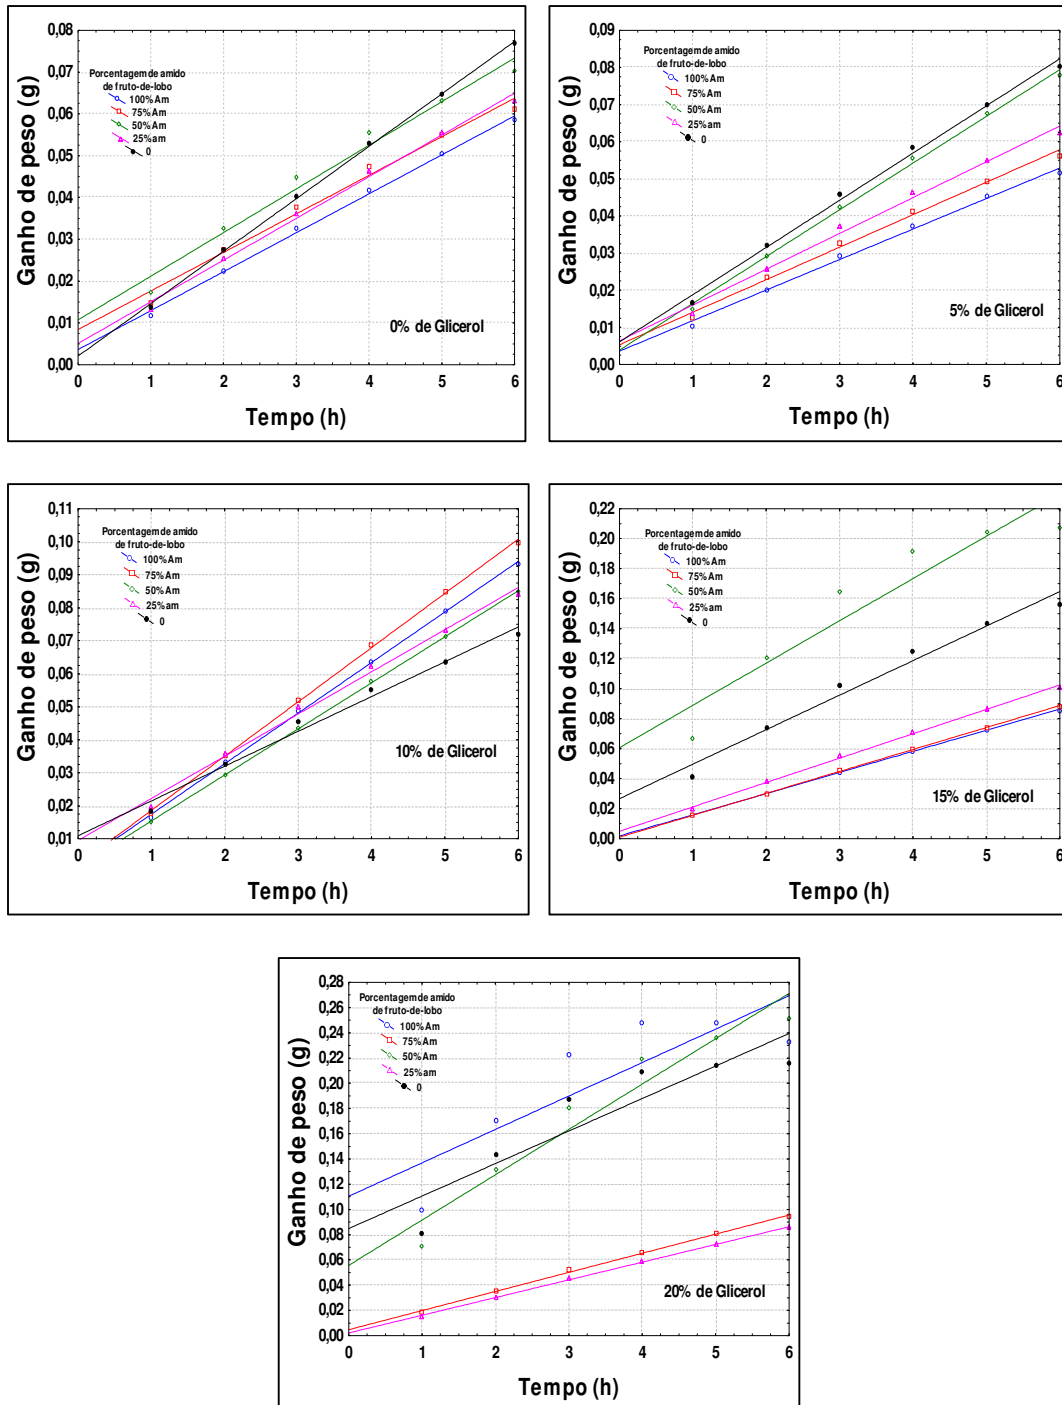 0,08
0,07
0,06
0,05
0,04
0,03
0,02
0,01
0,00
Ganho de peso (g)
Porcentagem de amido
de fruto-de-lobo
100%Am
75%Am
50%Am
25%am
0
0% de Glicerol
0 1 2 3 4 5 6
Tempo (h)
0,09
0,08
0,07
0,06
0,05
0,04
0,03
0,02
0,01
0,00
Ganho de peso (g)
Porcentagem de amido
de fruto-de-lobo
100%Am
75%Am
50%Am
25%am
0
5% de Glicerol
0 1 2 3 4 5 6
Tempo (h)
0,11
0,10
0,09
0,08
0,07
0,06
0,05
0,04
0,03
0,02
0,01
Ganho de peso (g)
Porcentagem de amido
de fruto-de-lobo
100%Am
75%Am
50%Am
25%am
0
10% de Glicerol
0 1 2 3 4 5 6
Tempo (h)
0,22
0,20
0,18
0,16
0,14
0,12
0,10
0,08
0,06
0,04
0,02
0,00
Ganho de peso (g)
Porcentagem de amido
de fruto-de-lobo
100%Am
75%Am
50%Am
25%am
0
15% de Glicerol
0 1 2 3 4 5 6
Tempo (h)
0,28
0,26
0,24
0,22
0,20
0,18
0,16
0,14
0,12
0,10
0,08
0,06
0,04
0,02
0,00
Ganho de peso (g)
Porcentagem de amido
de fruto-de-lobo
100%Am
75%Am
50%Am
25%am
0
20% de Glicerol
0 1 2 3 4 5 6
Tempo (h)